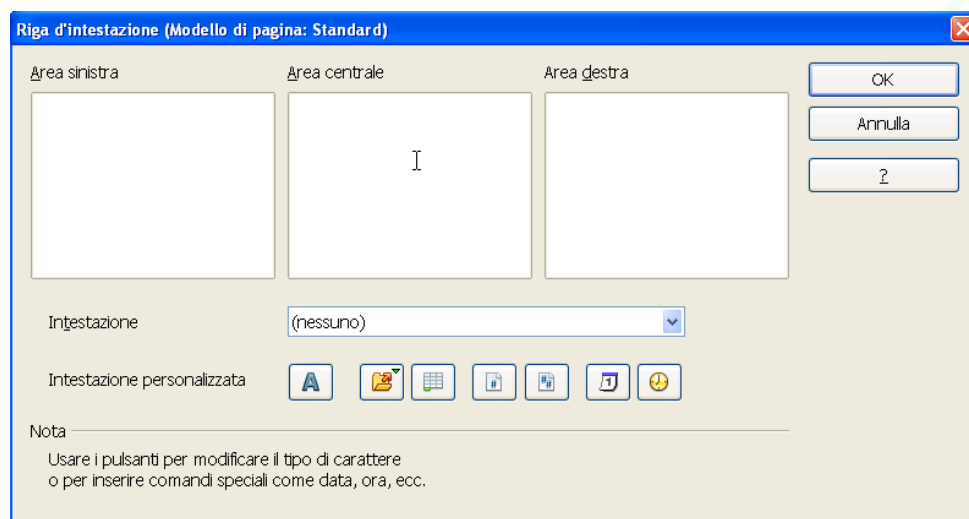 Riga d'intestazione (Modello di pagina: Standard)
Area sinistra
Area centrale
Area destra
OK
Annulla
?
Intestazione
(nessuno)
Intestazione personalizzata
Nota
Usare i pulsanti per modificare il tipo di carattere
o per inserire comandi speciali come data, ora, ecc.